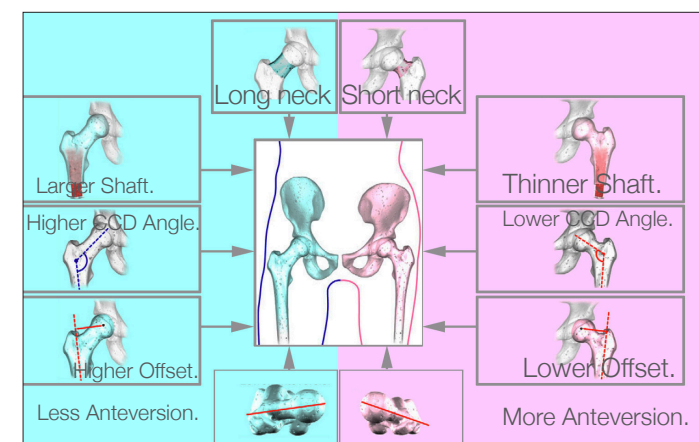 Long neck
Short neck
Larger Shaft.
Thinner Shaft.
Higher CCD Angle.
Lower CCD Angle.
Higher Offset.
Lower Offset.
Less Anteversion.
More Anteversion.